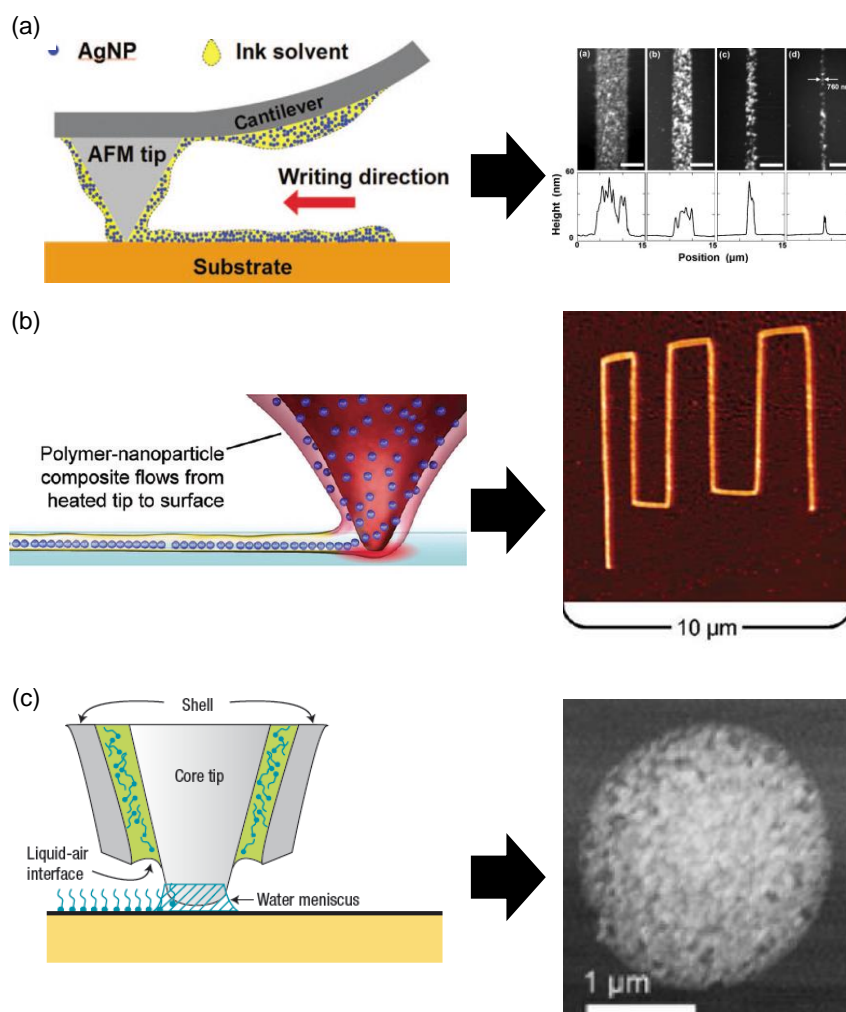 (a)
AgNP
Ink solvent
Cantilever
AFM tip
Writing direction
Substrate
(a)
(b)
(c)
(d)
760 nm
Height (nm)
60
0
0
15
15
15
15
Position (μm)
(b)
Polymer-nanoparticle
composite flows from
heated tip to surface
10 μm
(c)
Shell
Core tip
Liquid-air
interface
Water meniscus
1 μm